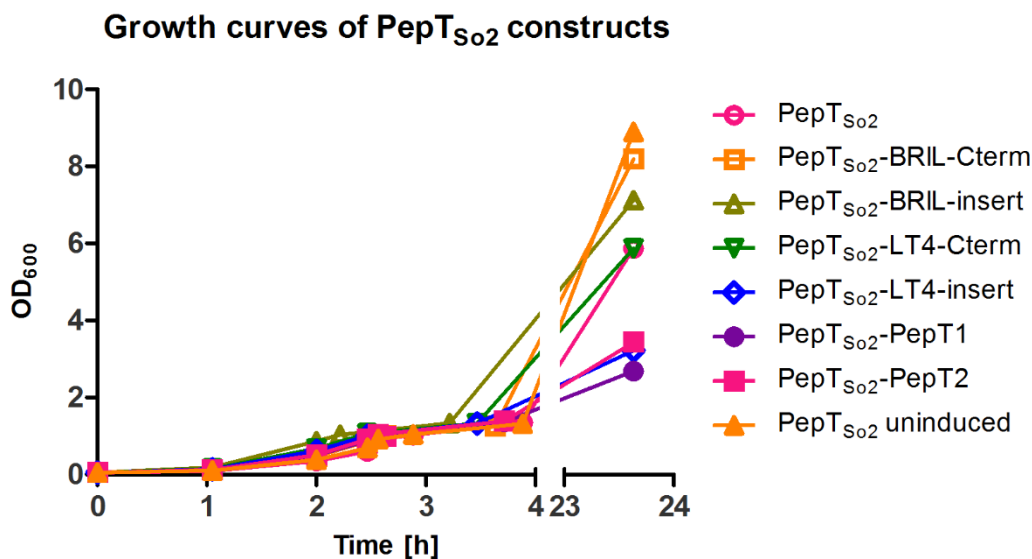 Growth curves of PepTSo2 constructs
10
8
6
4
2
0
OD600
0 1 2 3 4 23 24
Time [h]
PepTSo2
PepTSo2-BRIL-Cterm
PepTSo2-BRIL-insert
PepTSo2-LT4-Cterm
PepTSo2-LT4-insert
PepTSo2-PepT1
PepTSo2-PepT2
PepTSo2 uninduced